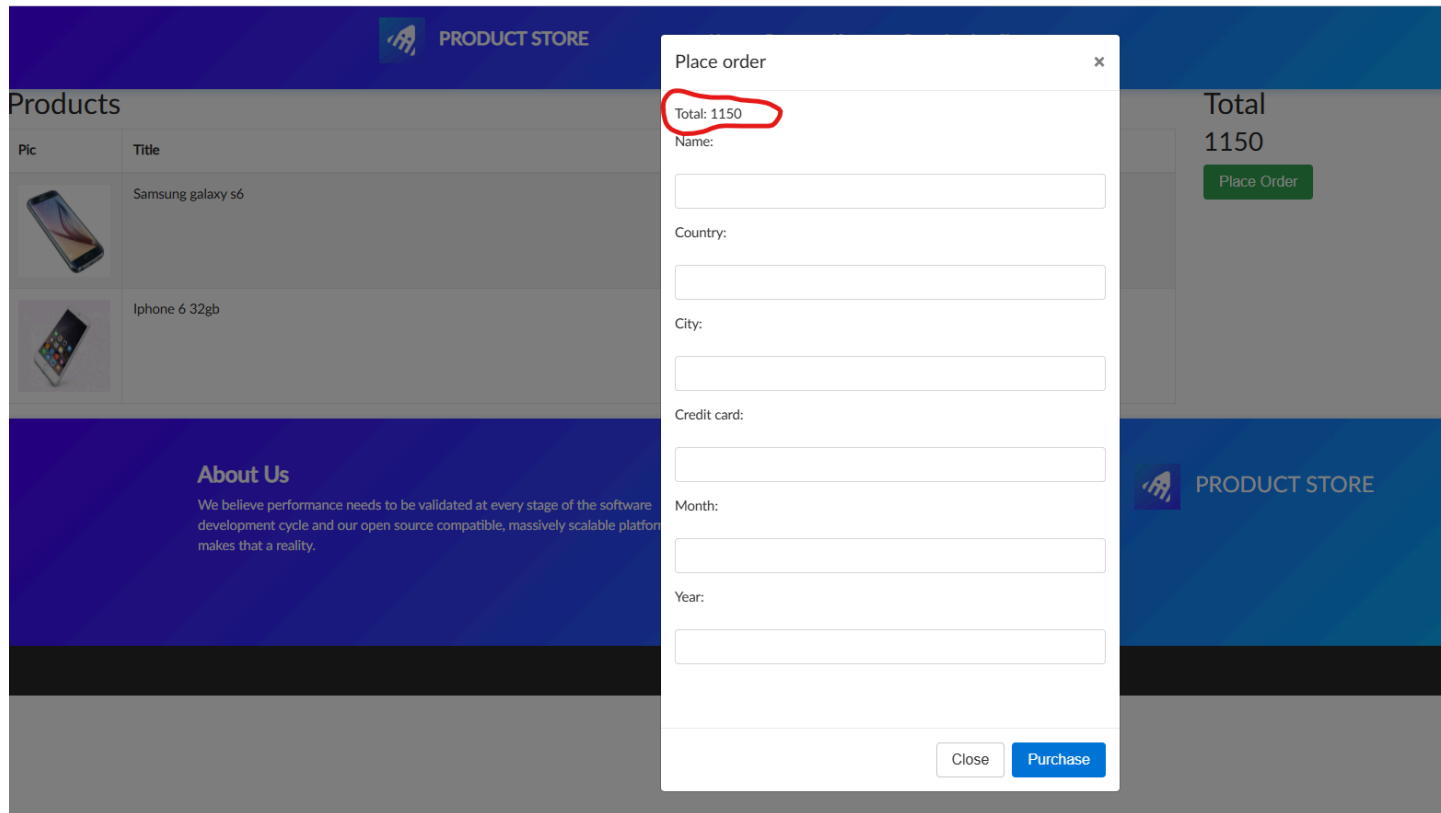 PRODUCT STORE
Place order
×
Products
Total: 1150
Total
1150
Name:
Pic
Title
Place Order
Samsung galaxy s6
Country:
Iphone 6 32gb
City:
Credit card:
About Us
We believe performance needs to be validated at every stage of the software
development cycle and our open source compatible, massively scalable
makes that a reality.
PRODUCT STORE
Month:
Year:
Close
Purchase